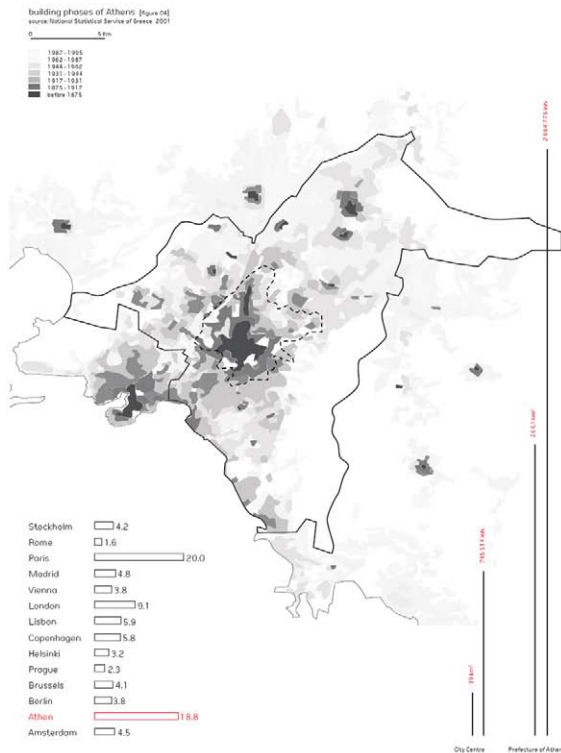 building phases of Athens [figure 04]
source: National Statistical Service of Greece 2001
0 5 Km
1987-1995
1962-1987
1944-1962
1931-1944
1917-1931
1875-1917
before 1875
Stockholm 4.2
Rome 1.6
Paris 20.0
Madrid 4.8
Vienna 3.8
London 9.1
Lisbon 5.9
Copenhagen 5.8
Helsinki 3.2
Prague 2.3
Brussels 4.1
Berlin 3.8
Athen 18.8
Amsterdam 4.5
39 km²
City Centre
Prefecture of Athen